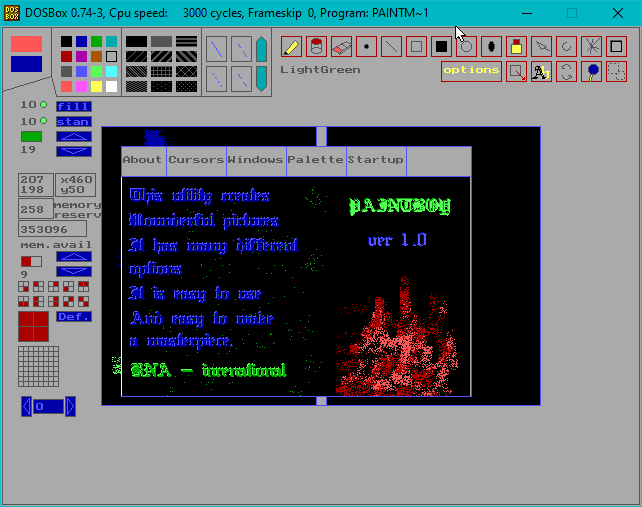 DOSBox 0.74-3, Cpu speed: 3000 cycles, Frameskip 0, Program: PAINTM~1
LightGreen
options
10 fill
10 stan
19
207 x460
198 y50
258 memory
reserv
353096
mem.avail
9
Def.
0
About Cursors Windows Palette Startup
This utility creates
Wounberful pictures
It has many different
options
It is easy to use
And easy to make
a masterpiece.
PAINTBOY
ver 1.0